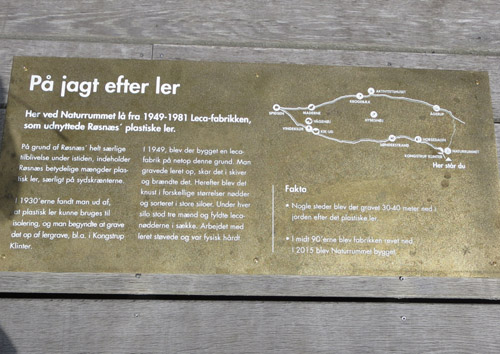 På jagt efter ler
Her ved Naturrummet lå fra 1949-1981 Leca-fabrikken,
som udnyttede Røsnæs´ plastiske ler.
På grund af Røsnæs´ helt særlige
tilblivelse under istiden, indeholder
Røsnæs betydelige mængder plas-
tisk ler, særligt på sydskrænterne.
I 1930´erne fandt man ud af,
at plastisk ler kunne bruges til
isolering, og man begyndte at grave
det op af lergrave, bl.a. i Kongstrup
Klinter.
I 1949, blev der bygget en leca-
fabrik på netop denne grund. Man
gravede leret op, skar det i skiver
og brændte det. Herefter blev det
knust i forskellige størrelser nødder
og sorteret i store siloer. Under hver
silo stod tre mænd og fyldte leca-
nødderne i sække. Arbejdet med
leret støvede og var fysisk hårdt.
Her står du
Fakta
• Nogle steder blev der gravet 30-40 meter ned i
jorden efter det plastiske ler.
• I midt 90´erne blev fabrikken revet ned.
I 2015 blev Naturrummet bygget.
NATURRUMMET
KONGSTRUP KLINTER